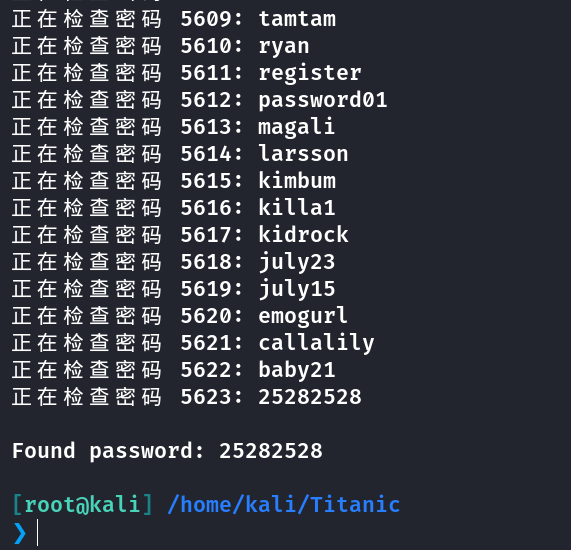 正在检查密码 5609: tamtam
正在检查密码 5610: ryan
正在检查密码 5611: register
正在检查密码 5612: password01
正在检查密码 5613: magali
正在检查密码 5614: larsson
正在检查密码 5615: kimbum
正在检查密码 5616: killa1
正在检查密码 5617: kidrock
正在检查密码 5618: july23
正在检查密码 5619: july15
正在检查密码 5620: emogurl
正在检查密码 5621: callalily
正在检查密码 5622: baby21
正在检查密码 5623: 25282528
Found password: 25282528
[root@kali] /home/kali/Titanic
❯